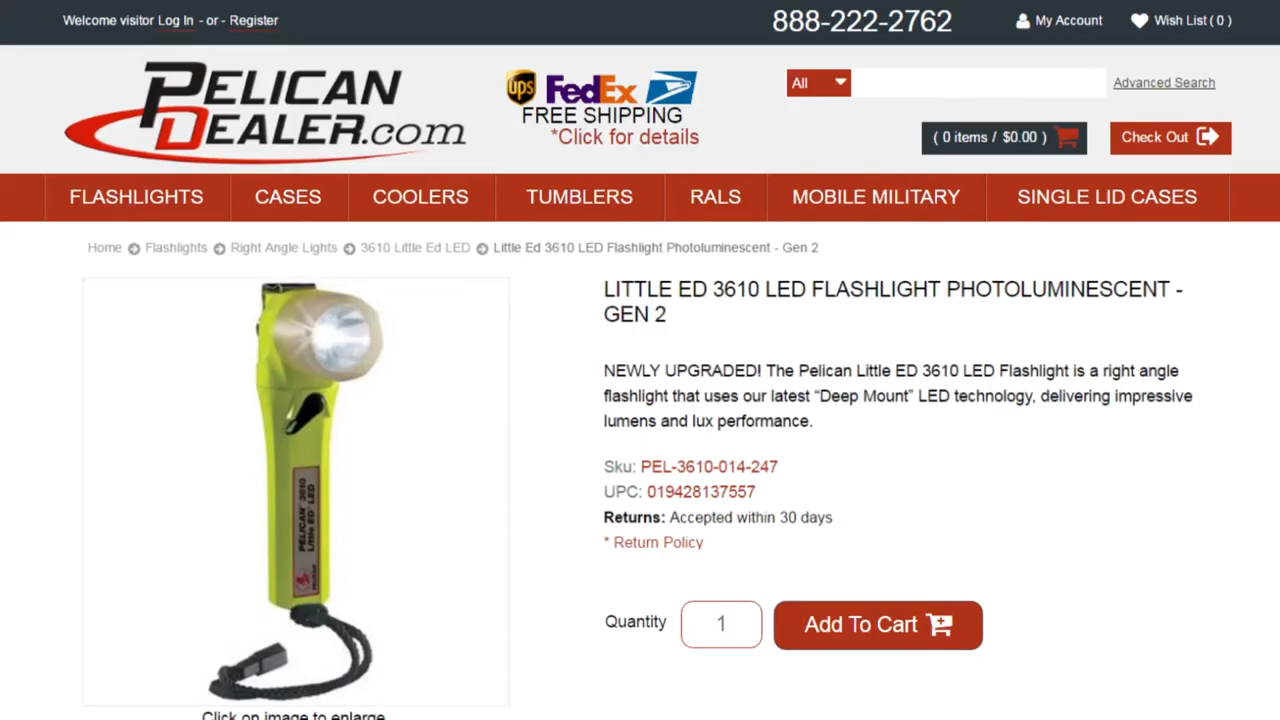 Welcome visitor Log In - or - Register
888-222-2762
My Account
Wish List ( 0 )
PELICAN
DEALER.com
ups FedEx
FREE SHIPPING
*Click for details
All
Advanced Search
( 0 items / $0.00 )
Check Out
FLASHLIGHTS CASES COOLERS TUMBLERS RALS MOBILE MILITARY SINGLE LID CASES
Home Flashlights Right Angle Lights 3610 Little Ed LED Little Ed 3610 LED Flashlight Photoluminescent - Gen 2
PELICAN 3610
Little ED LED
PELICAN
Click on image to enlarge
LITTLE ED 3610 LED FLASHLIGHT PHOTOLUMINESCENT -
GEN 2
NEWLY UPGRADED! The Pelican Little ED 3610 LED Flashlight is a right angle
flashlight that uses our latest “Deep Mount” LED technology, delivering impressive
lumens and lux performance.
Sku: PEL-3610-014-247
UPC: 019428137557
Returns: Accepted within 30 days
* Return Policy
Quantity 1 Add To Cart